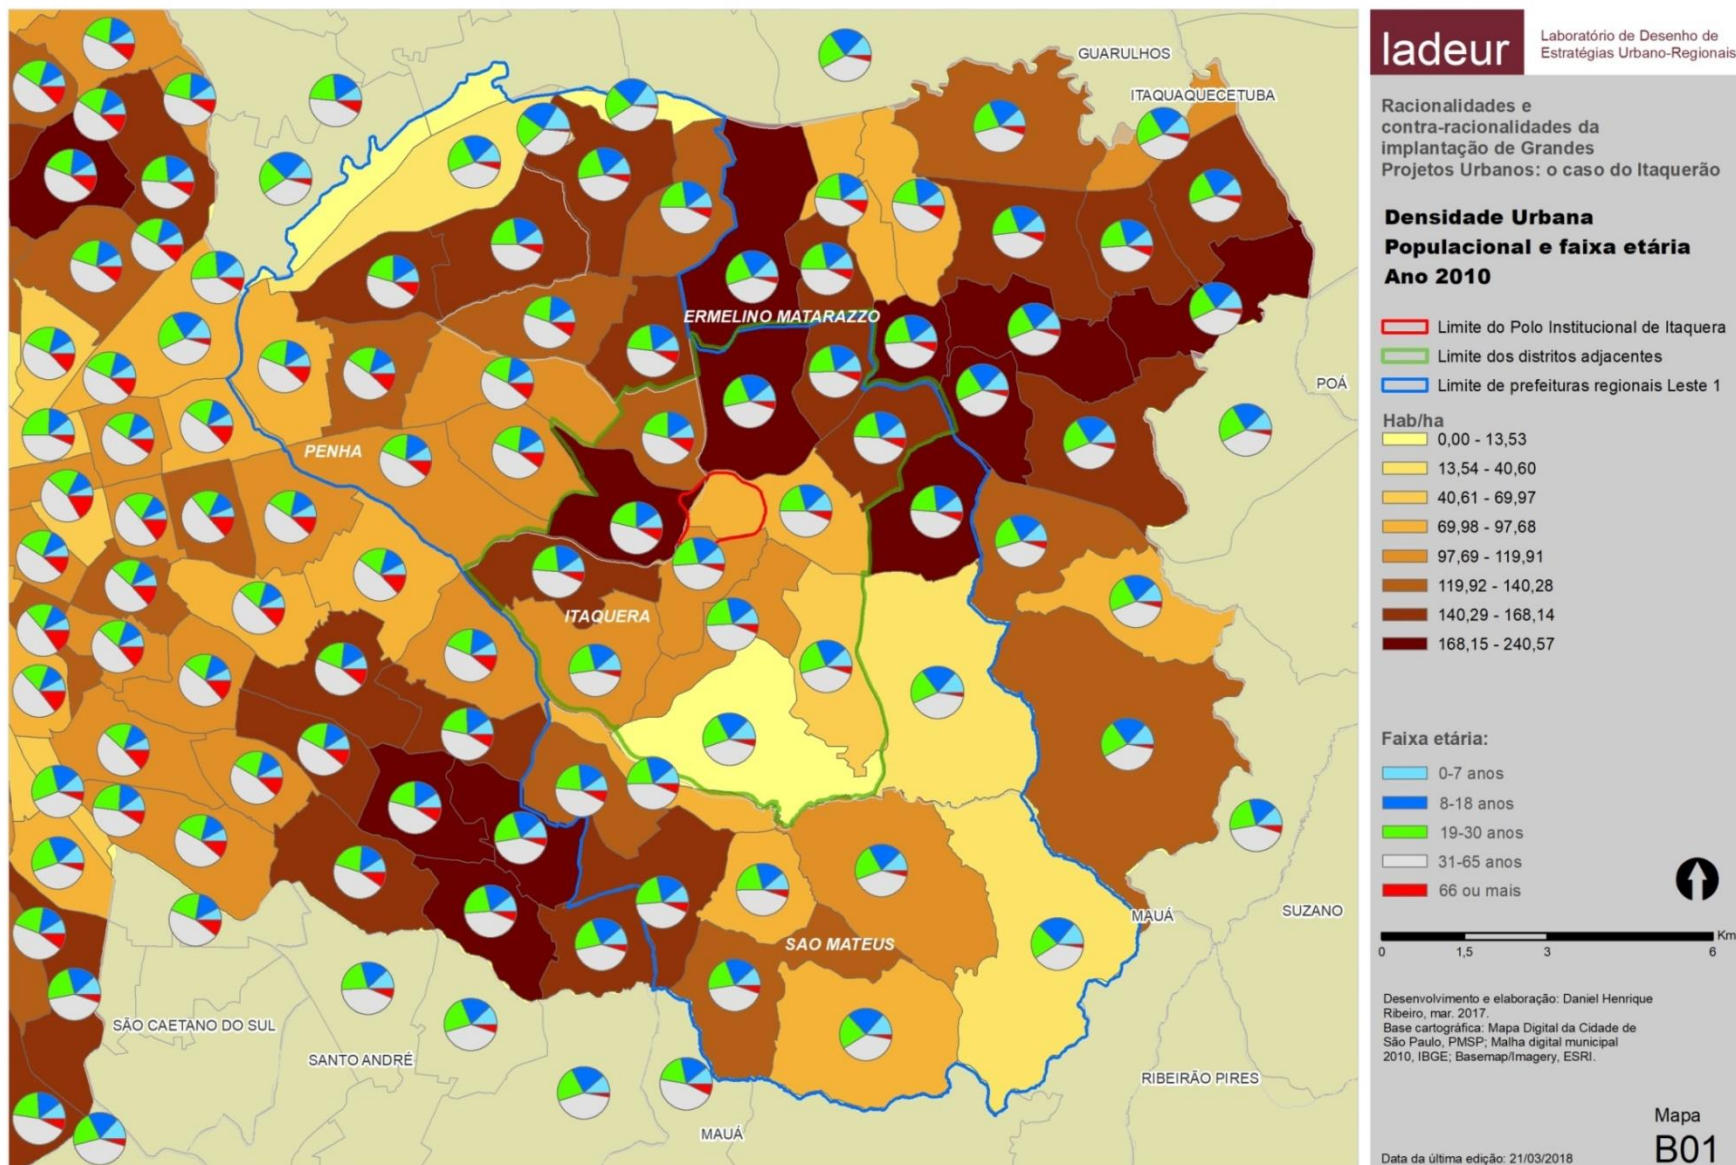 GUARULHOS
ITAQUAQUECETUBA
ERMELINO MATARAZZO
POÁ
PENHA
ITAQUERA
SAO MATEUS
MAUÁ
SUZANO
SÃO CAETANO DO SUL
SANTO ANDRÉ
RIBEIRÃO PIRES
MAUÁ
ladeur
Laboratório de Desenho de
Estratégias Urbano-Regionais
Racionalidades e
contra-racionalidades da
implantação de Grandes
Projetos Urbanos: o caso do Itaquerão
Densidade Urbana
Populacional e faixa etária
Ano 2010
Limite do Polo Institucional de Itaquera
Limite dos distritos adjacentes
Limite de prefeituras regionais Leste 1
Hab/ha
0,00 - 13,53
13,54 - 40,60
40,61 - 69,97
69,98 - 97,68
97,69 - 119,91
119,92 - 140,28
140,29 - 168,14
168,15 - 240,57
Faixa etária:
0-7 anos
8-18 anos
19-30 anos
31-65 anos
66 ou mais
Km
0 1,5 3 6
Desenvolvimento e elaboração: Daniel Henrique
Ribeiro, mar. 2017.
Base cartográfica: Mapa Digital da Cidade de
São Paulo, PMSP; Malha digital municipal
2010, IBGE; Basemap/Imagery, ESRI.
Mapa
B01
Data da última edição: 21/03/2018